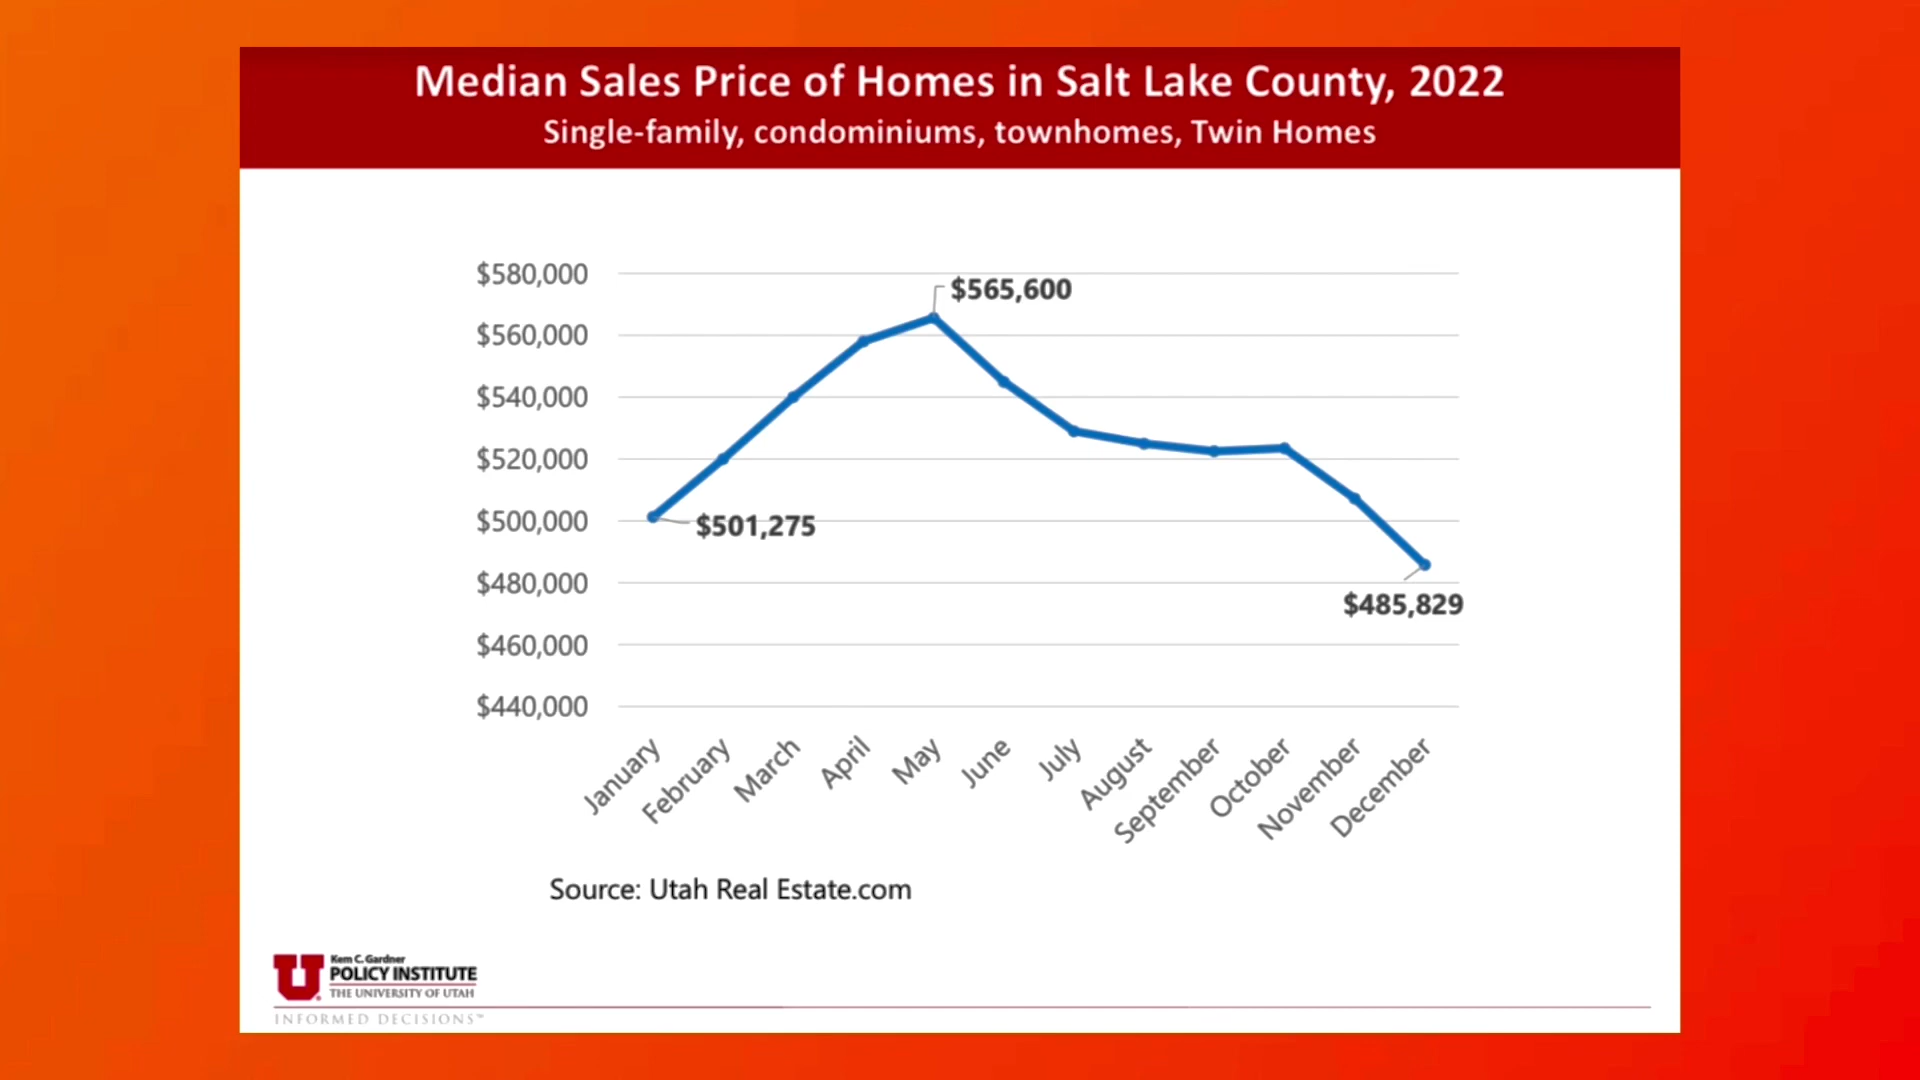 Median Sales Price of Homes in Salt Lake County, 2022
Single-family, condominiums, townhomes, Twin Homes
$580,000
$565,600
$560,000
$540,000
$520,000
$500,000
$501,275
$480,000
$485,829
$460,000
$440,000
January
February
March
April
May
June
July
August
September
October
November
December
Source: Utah Real Estate.com
U
Kem C. Gardner
POLICY INSTITUTE
THE UNIVERSITY OF UTAH
INFORMED DECISIONS™